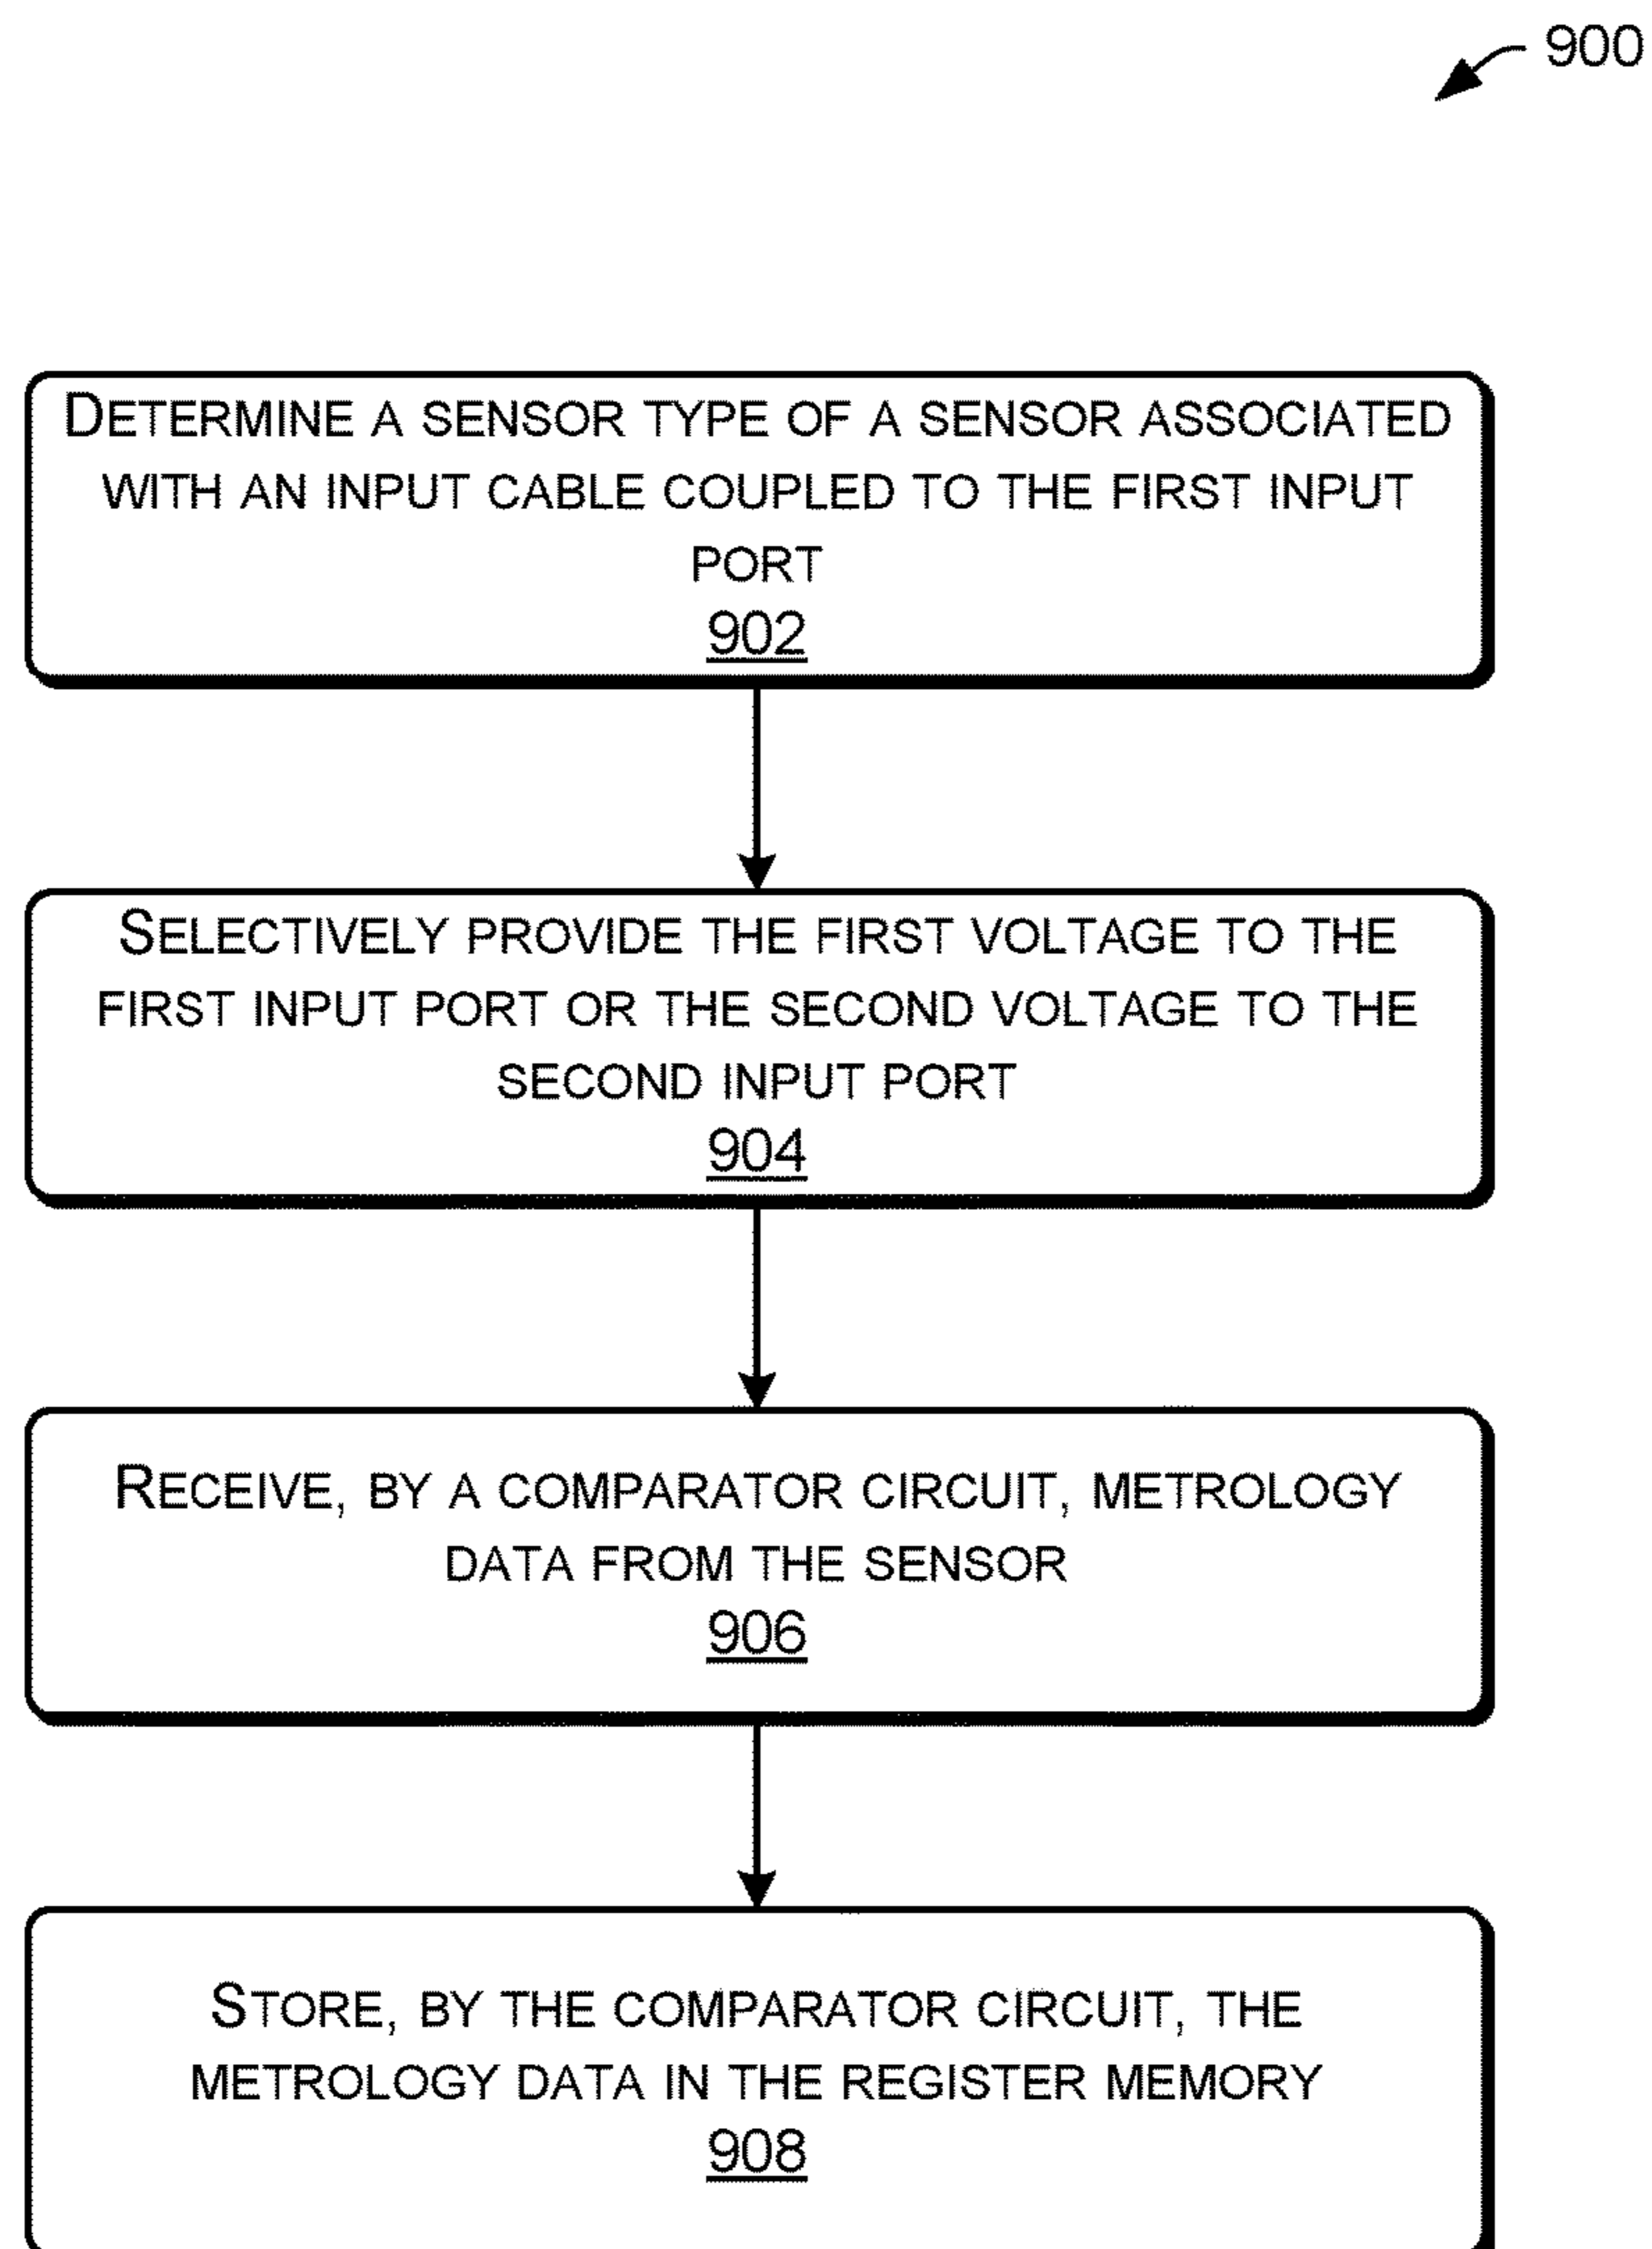 900
DETERMINE A SENSOR TYPE OF A SENSOR ASSOCIATED
WITH AN INPUT CABLE COUPLED TO THE FIRST INPUT
PORT
902
SELECTIVELY PROVIDE THE FIRST VOLTAGE TO THE
FIRST INPUT PORT OR THE SECOND VOLTAGE TO THE
SECOND INPUT PORT
904
RECEIVE, BY A COMPARATOR CIRCUIT, METROLOGY
DATA FROM THE SENSOR
906
STORE, BY THE COMPARATOR CIRCUIT, THE
METROLOGY DATA IN THE REGISTER MEMORY
908